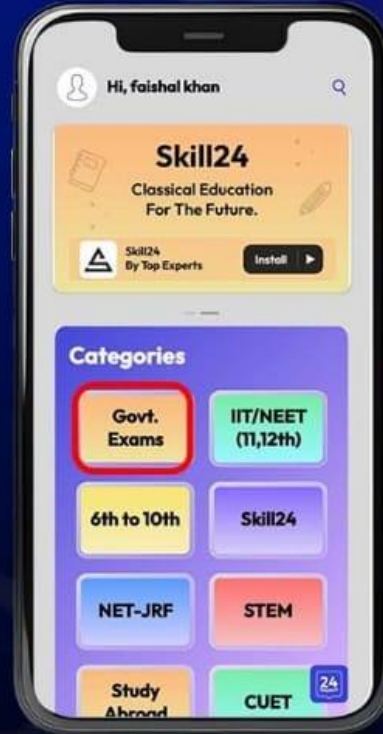 Hi, faishal khan
Skill24
Classical Education
For The Future.
Skill24
By Top Experts
Install
Categories
Govt.
Exams
IIT/NEET
(11,12th)
6th to 10th
Skill24
NET-JRF
STEM
Study
Abroad
CUET
24